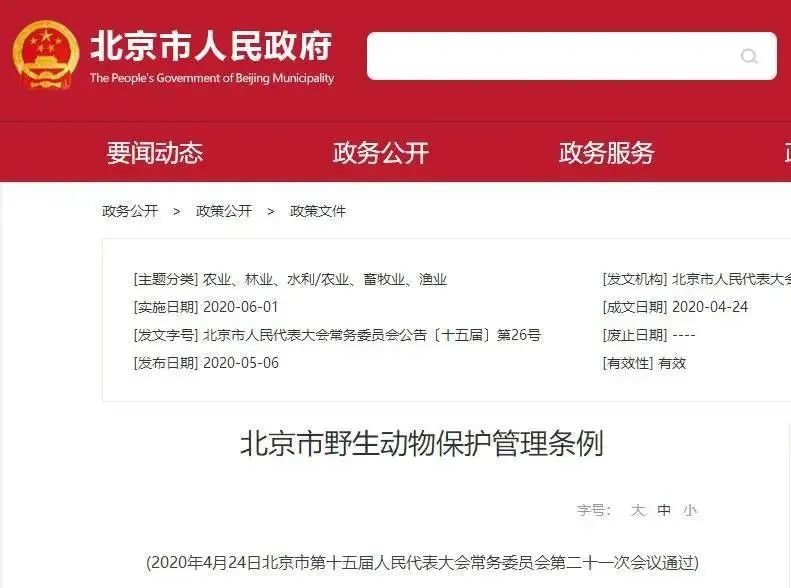 北京市人民政府
The People's Government of Beijing Municipality
要闻动态 政务公开 政务服务
政务公开 > 政策公开 > 政策文件
[主题分类] 农业、林业、水利/农业、畜牧业、渔业 [发文机构] 北京市人民代表大会
[实施日期] 2020-06-01 [成文日期] 2020-04-24
[发文字号] 北京市人民代表大会常务委员会公告〔十五届〕第26号 [废止日期] ----
[发布日期] 2020-05-06 [有效性] 有效
北京市野生动物保护管理条例
字号： 大 中 小
(2020年4月24日北京市第十五届人民代表大会常务委员会第二十一次会议通过)